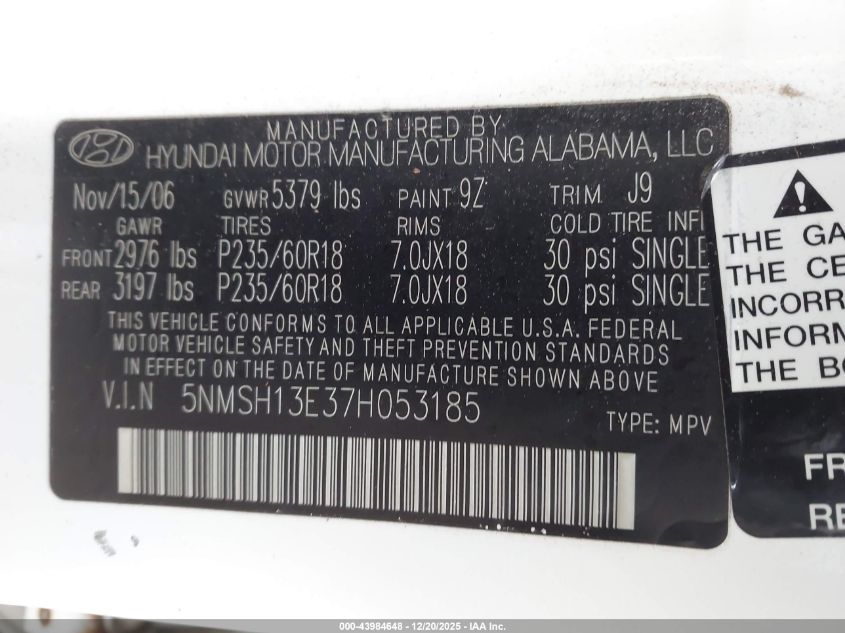 MANUFACTURED BY
HYUNDAI MOTOR MANUFACTURING ALABAMA, LLC
Nov/15/06 GVWR 5379 lbs PAINT 9Z TRIM J9
GAWR TIRES RIMS COLD TIRE INFI
FRONT 2976 lbs P235/60R18 7.0JX18 30 psi SINGLE
REAR 3197 lbs P235/60R18 7.0JX18 30 psi SINGLE
THIS VEHICLE CONFORMS TO ALL APPLICABLE U.S.A. FEDERAL
MOTOR VEHICLE SAFETY AND THEFT PREVENTION STANDARDS
IN EFFECT ON THE DATE OF MANUFACTURE SHOWN ABOVE
V.I.N 5NMSH13E37H053185
TYPE: MPV
THE GA
THE CE
INCORR
INFORM
THE BO
FR
RE
000-43984648 - 12/20/2025 - IAA Inc.